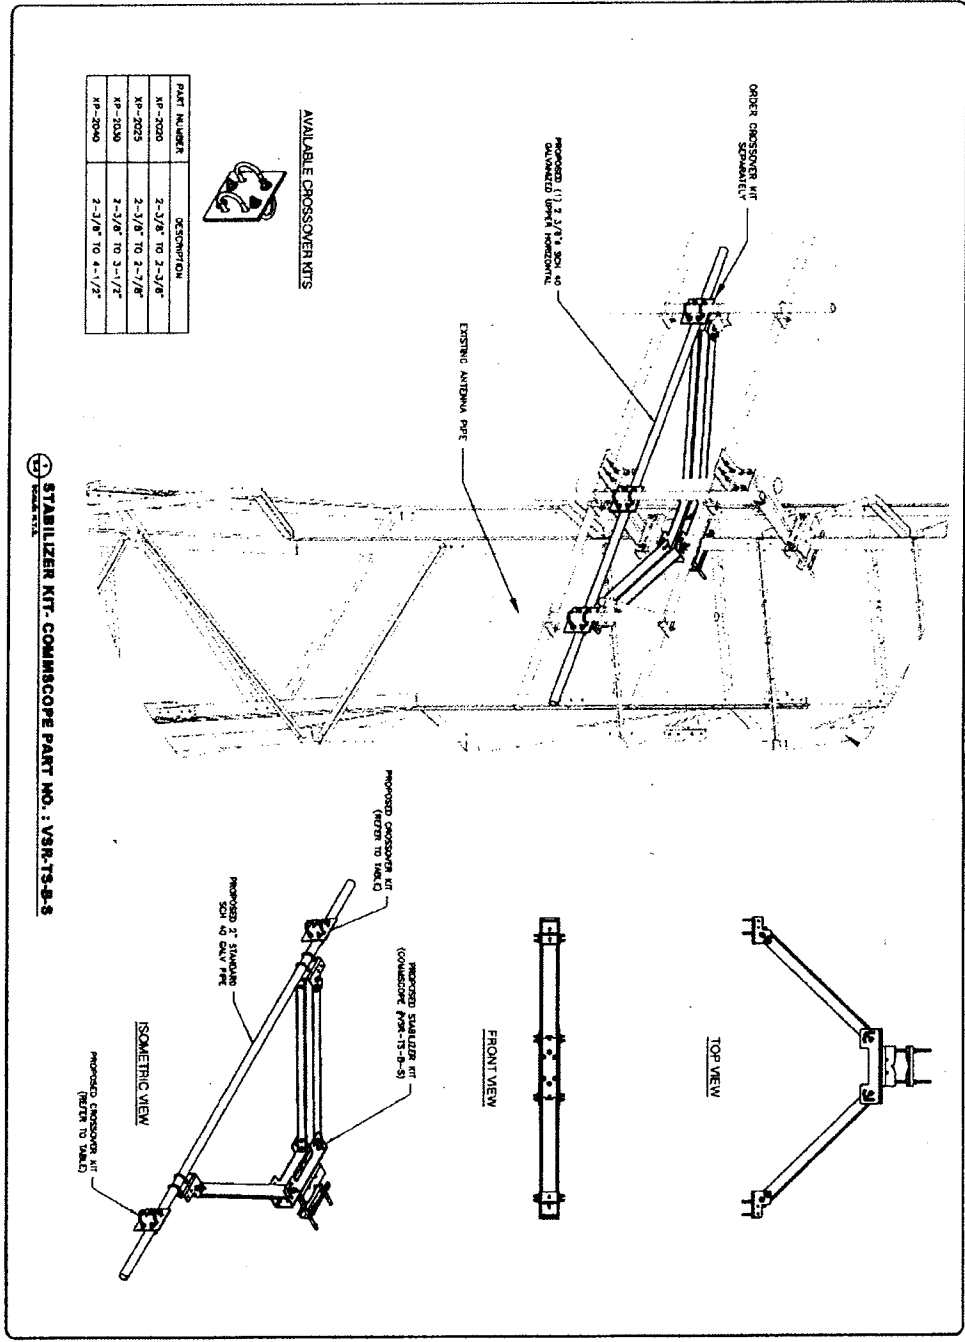 ORDER CROSSOVER KIT
SEPARATELY
PROPOSED (1) 2 3/8"ø SCH 40
GALVANIZED UPPER HORIZONTAL
EXISTING ANTENNA PIPE
AVAILABLE CROSSOVER KITS
PART NUMBER DESCRIPTION
XP-2020 2-3/8" TO 2-3/8"
XP-2025 2-3/8" TO 2-7/8"
XP-2030 2-3/8" TO 3-1/2"
XP-2040 2-3/8" TO 4-1/2"
TOP VIEW
FRONT VIEW
PROPOSED CROSSOVER KIT
(REFER TO TABLE)
PROPOSED STABILIZER KIT
(COMMSCOPE #VSR-TS-B-S)
PROPOSED 2" STANDARD
SCH 40 GALV PIPE
ISOMETRIC VIEW
PROPOSED CROSSOVER KIT
(REFER TO TABLE)
STABILIZER KIT- COMMSCOPE PART NO.: VSR-TS-B-S
SCALE: N.T.S.